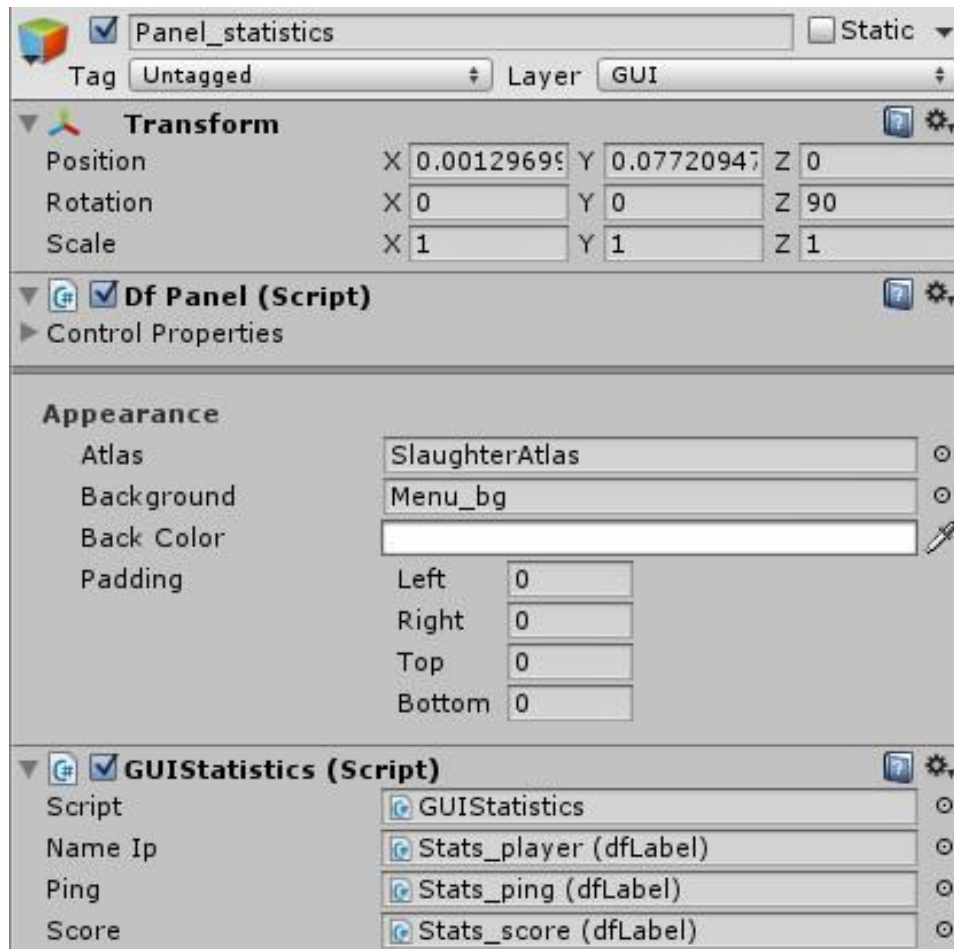 Panel_statistics Static
Tag Untagged Layer GUI
Transform
Position X 0.00129699 Y 0.07720947 Z 0
Rotation X 0 Y 0 Z 90
Scale X 1 Y 1 Z 1
Df Panel (Script)
Control Properties
Appearance
Atlas SlaughterAtlas
Background Menu_bg
Back Color
Padding Left 0
Right 0
Top 0
Bottom 0
GUIStatistics (Script)
Script GUIStatistics
Name Ip Stats_player (dfLabel)
Ping Stats_ping (dfLabel)
Score Stats_score (dfLabel)